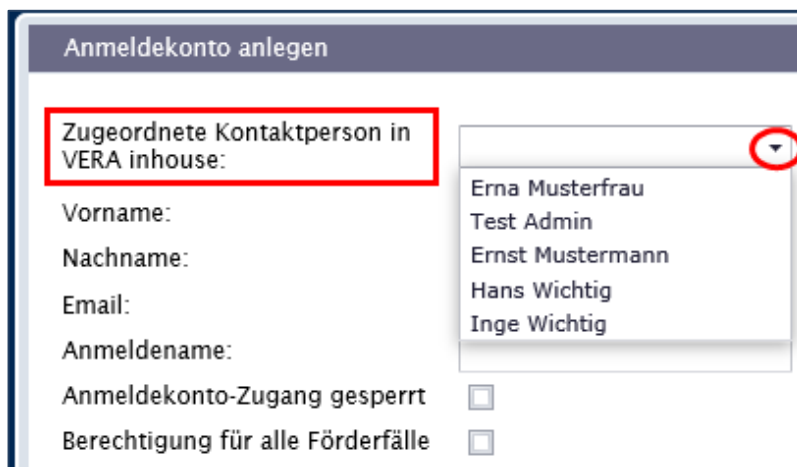 Anmeldekonto anlegen
Zugeordnete Kontaktperson in
VERA inhouse:
Erna Musterfrau
Vorname:
Test Admin
Nachname:
Ernst Mustermann
Hans Wichtig
Email:
Inge Wichtig
Anmeldename:
Anmeldekonto-Zugang gesperrt
Berechtigung für alle Förderfälle